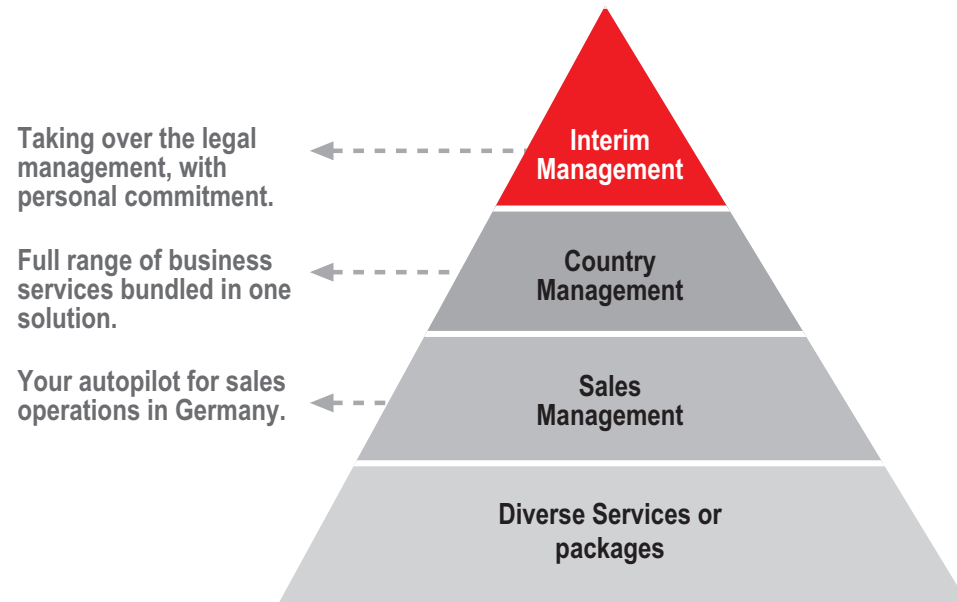 Taking over the legal
management, with
personal commitment.
Interim
Management
Full range of business
services bundled in one
solution.
Country
Management
Your autopilot for sales
operations in Germany.
Sales
Management
Diverse Services or
packages